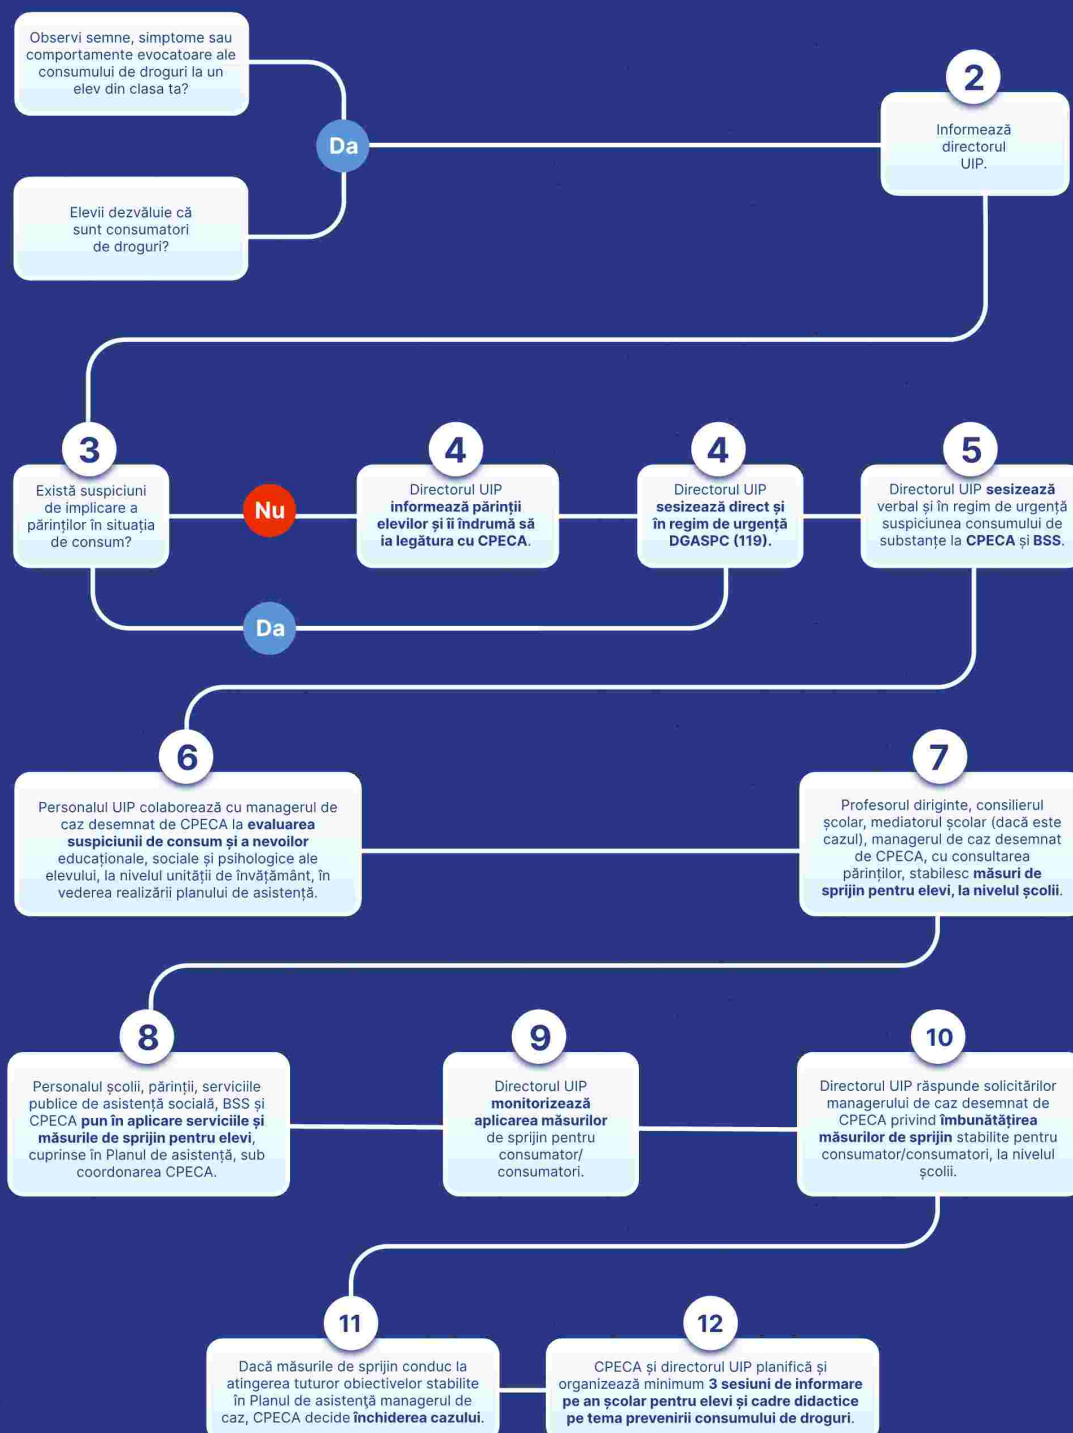 Observi semne, simptome sau
comportamente evocatoare ale
consumului de droguri la un
elev din clasa ta?
Da
Elevii dezvăluie că
sunt consumatori
de droguri?
2
Informează
directorul
UIP.
3
Există suspiciuni
de implicare a
părinților în situația
de consum?
Nu
4
Directorul UIP
informează părinții
elevilor și îi îndrumă să
ia legătura cu CPECA.
4
Directorul UIP
sesizează direct și
în regim de urgență
DGASPC (119).
5
Directorul UIP sesizează
verbal și în regim de urgență
suspiciunea consumului de
substanțe la CPECA și BSS.
Da
6
Personalul UIP colaborează cu managerul de
caz desemnat de CPECA la evaluarea
suspiciunii de consum și a nevoilor
educaționale, sociale și psihologice ale
elevului, la nivelul unității de învățământ, în
vederea realizării planului de asistență.
7
Profesorul diriginte, consilierul
școlar, mediatorul școlar (dacă este
cazul), managerul de caz desemnat
de CPECA, cu consultarea
părinților, stabilesc măsuri de
sprijin pentru elevi, la nivelul școlii.
8
Personalul școlii, părinții, serviciile
publice de asistență socială, BSS și
CPECA pun în aplicare serviciile și
măsurile de sprijin pentru elevi,
cuprinse în Planul de asistență, sub
coordonarea CPECA.
9
Directorul UIP
monitorizează
aplicarea măsurilor
de sprijin pentru
consumator/
consumatori.
10
Directorul UIP răspunde solicitărilor
managerului de caz desemnat de
CPECA privind îmbunătățirea
măsurilor de sprijin stabilite pentru
consumator/consumatori, la nivelul
școlii.
11
Dacă măsurile de sprijin conduc la
atingerea tuturor obiectivelor stabilite
în Planul de asistență managerul de
caz, CPECA decide închiderea cazului.
12
CPECA și directorul UIP planifică și
organizează minimum 3 sesiuni de informare
pe an școlar pentru elevi și cadre didactice
pe tema prevenirii consumului de droguri.